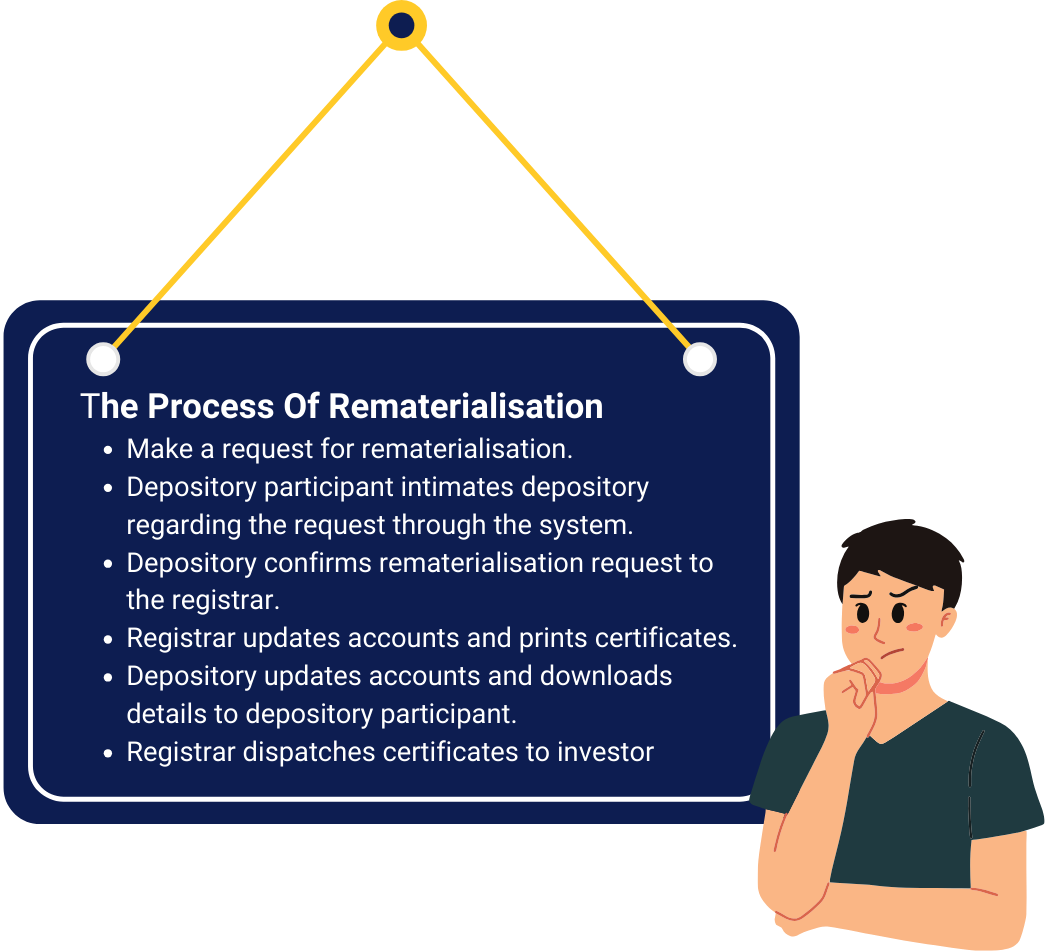 The Process Of Rematerialisation
• Make a request for rematerialisation.
• Depository participant intimates depository
regarding the request through the system.
• Depository confirms rematerialisation request to
the registrar.
• Registrar updates accounts and prints certificates.
• Depository updates accounts and downloads
details to depository participant.
• Registrar dispatches certificates to investor